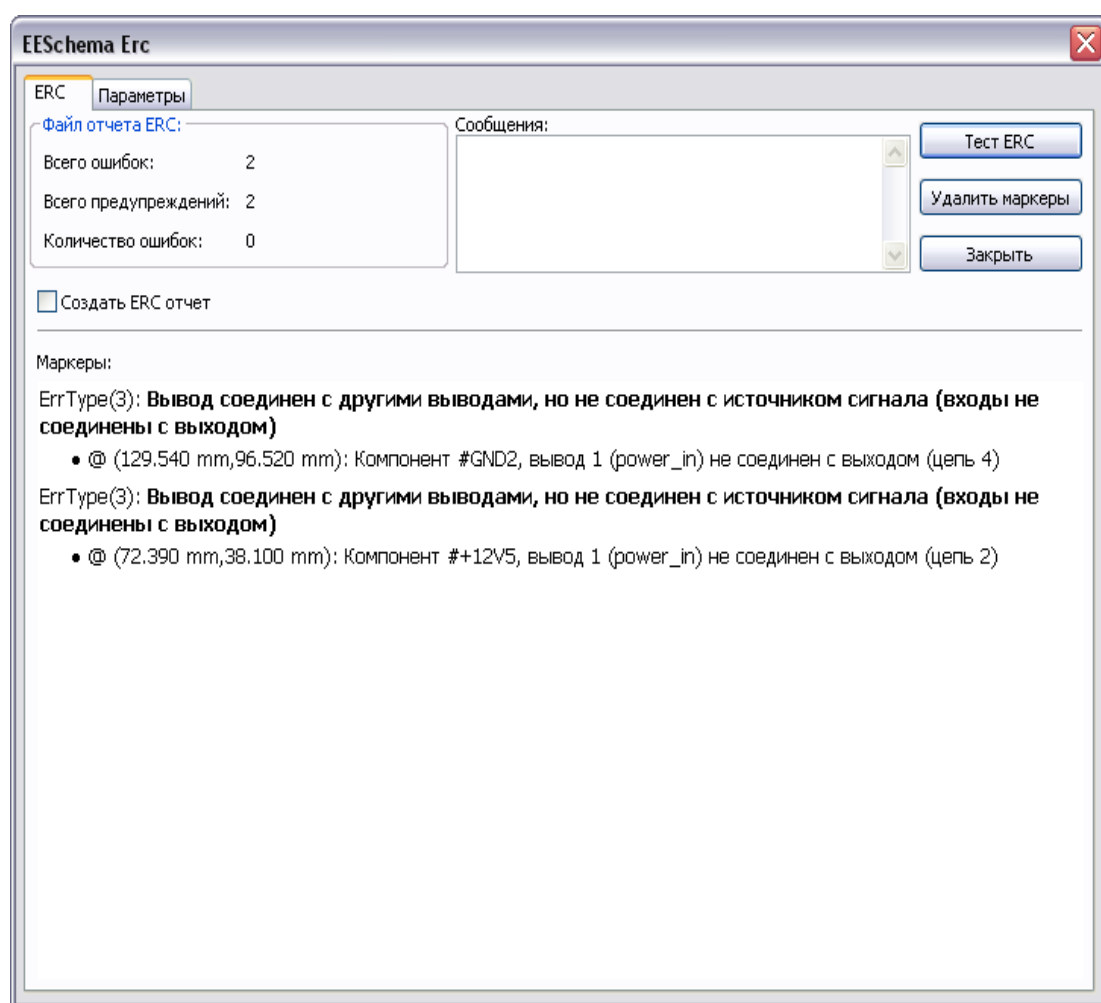 EESchema Erc
ERC
Параметры
Файл отчета ERC:
Всего ошибок: 2
Всего предупреждений: 2
Количество ошибок: 0
Сообщения:
Тест ERC
Удалить маркеры
Закрыть
Создать ERC отчет
Маркеры:
ErrType(3): Вывод соединен с другими выводами, но не соединен с источником сигнала (входы не
соединены с выходом)
• @ (129.540 mm,96.520 mm): Компонент #GND2, вывод 1 (power_in) не соединен с выходом (цепь 4)
ErrType(3): Вывод соединен с другими выводами, но не соединен с источником сигнала (входы не
соединены с выходом)
• @ (72.390 mm,38.100 mm): Компонент #+12V5, вывод 1 (power_in) не соединен с выходом (цепь 2)